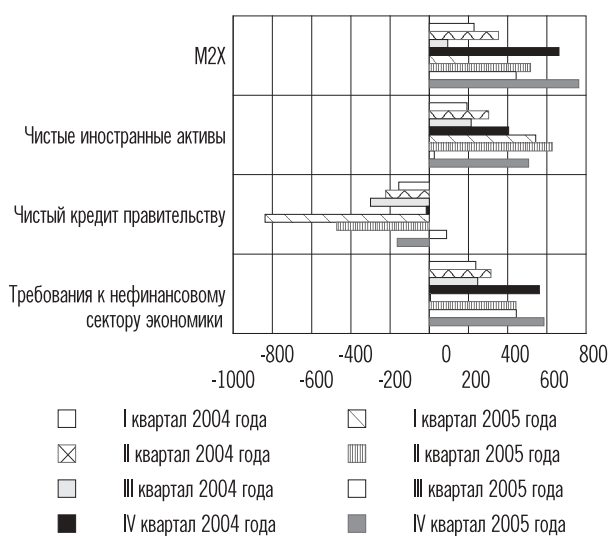 M2X
Чистые иностранные активы
Чистый кредит правительству
Требования к нефинансовому
сектору экономики
-800 -400 0 400 800
-1000 -600 -200 200 600
I квартал 2004 года I квартал 2005 года
II квартал 2004 года II квартал 2005 года
III квартал 2004 года III квартал 2005 года
IV квартал 2004 года IV квартал 2005 года